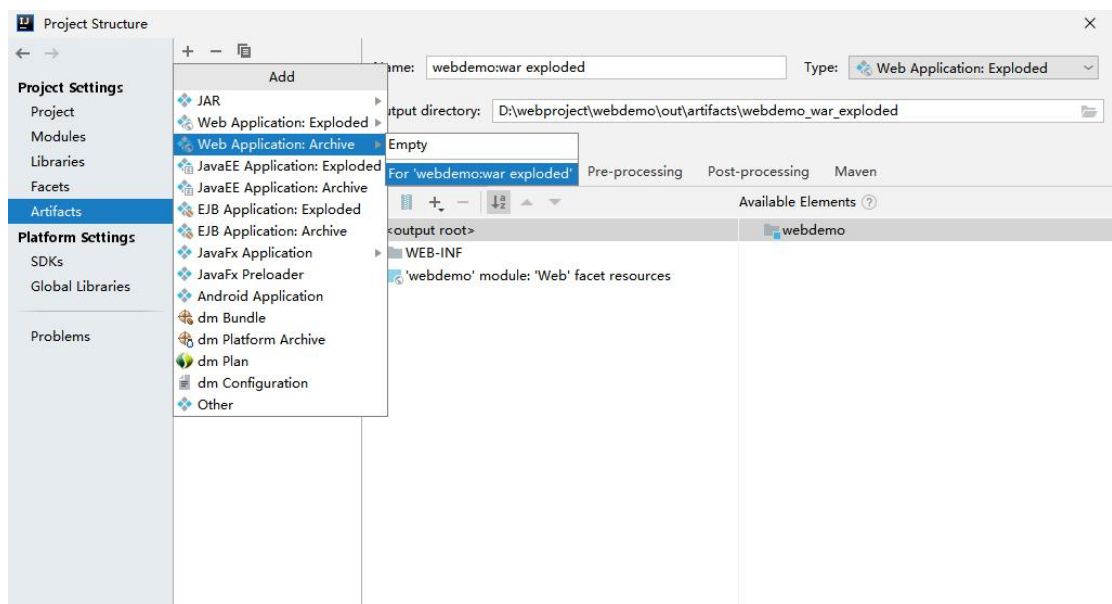 Project Structure
Project Settings
Project
Modules
Libraries
Facets
Artifacts
Platform Settings
SDKs
Global Libraries
Problems
Add
JAR
Web Application: Exploded
Web Application: Archive
JavaEE Application: Exploded
JavaEE Application: Archive
EJB Application: Exploded
EJB Application: Archive
JavaFx Application
JavaFx Preloader
Android Application
dm Bundle
dm Platform Archive
dm Plan
dm Configuration
Other
Empty
For 'webdemo:war exploded'
ame: webdemo:war exploded Type: Web Application: Exploded
utput directory: D:\webproject\webdemo\out\artifacts\webdemo_war_exploded
Pre-processing Post-processing Maven
Available Elements
<output root> webdemo
WEB-INF
'webdemo' module: 'Web' facet resources